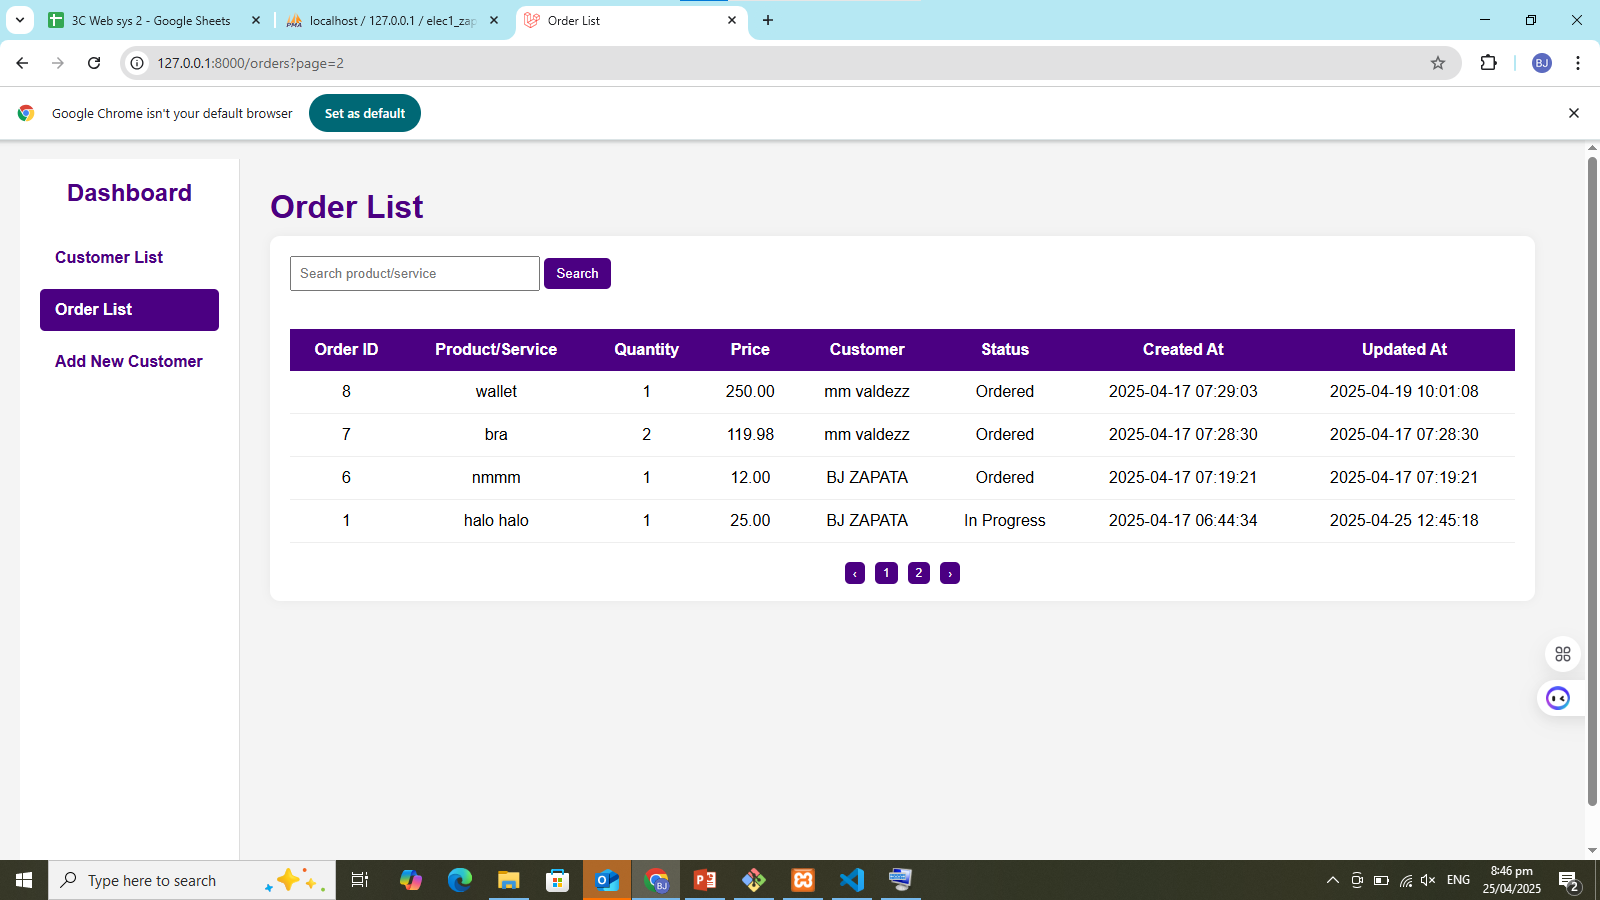 3C Web sys 2 - Google Sheets
localhost / 127.0.0.1 / elec1_zap
Order List
127.0.0.1:8000/orders?page=2
BJ
Google Chrome isn't your default browser
Set as default
Dashboard
Customer List
Order List
Add New Customer
Order List
Search product/service
Search
Order ID Product/Service Quantity Price Customer Status Created At Updated At
8 wallet 1 250.00 mm valdezz Ordered 2025-04-17 07:29:03 2025-04-19 10:01:08
7 bra 2 119.98 mm valdezz Ordered 2025-04-17 07:28:30 2025-04-17 07:28:30
6 nmmm 1 12.00 BJ ZAPATA Ordered 2025-04-17 07:19:21 2025-04-17 07:19:21
1 halo halo 1 25.00 BJ ZAPATA In Progress 2025-04-17 06:44:34 2025-04-25 12:45:18
‹ 1 2 ›
Type here to search
ENG
8:46 pm
25/04/2025
2